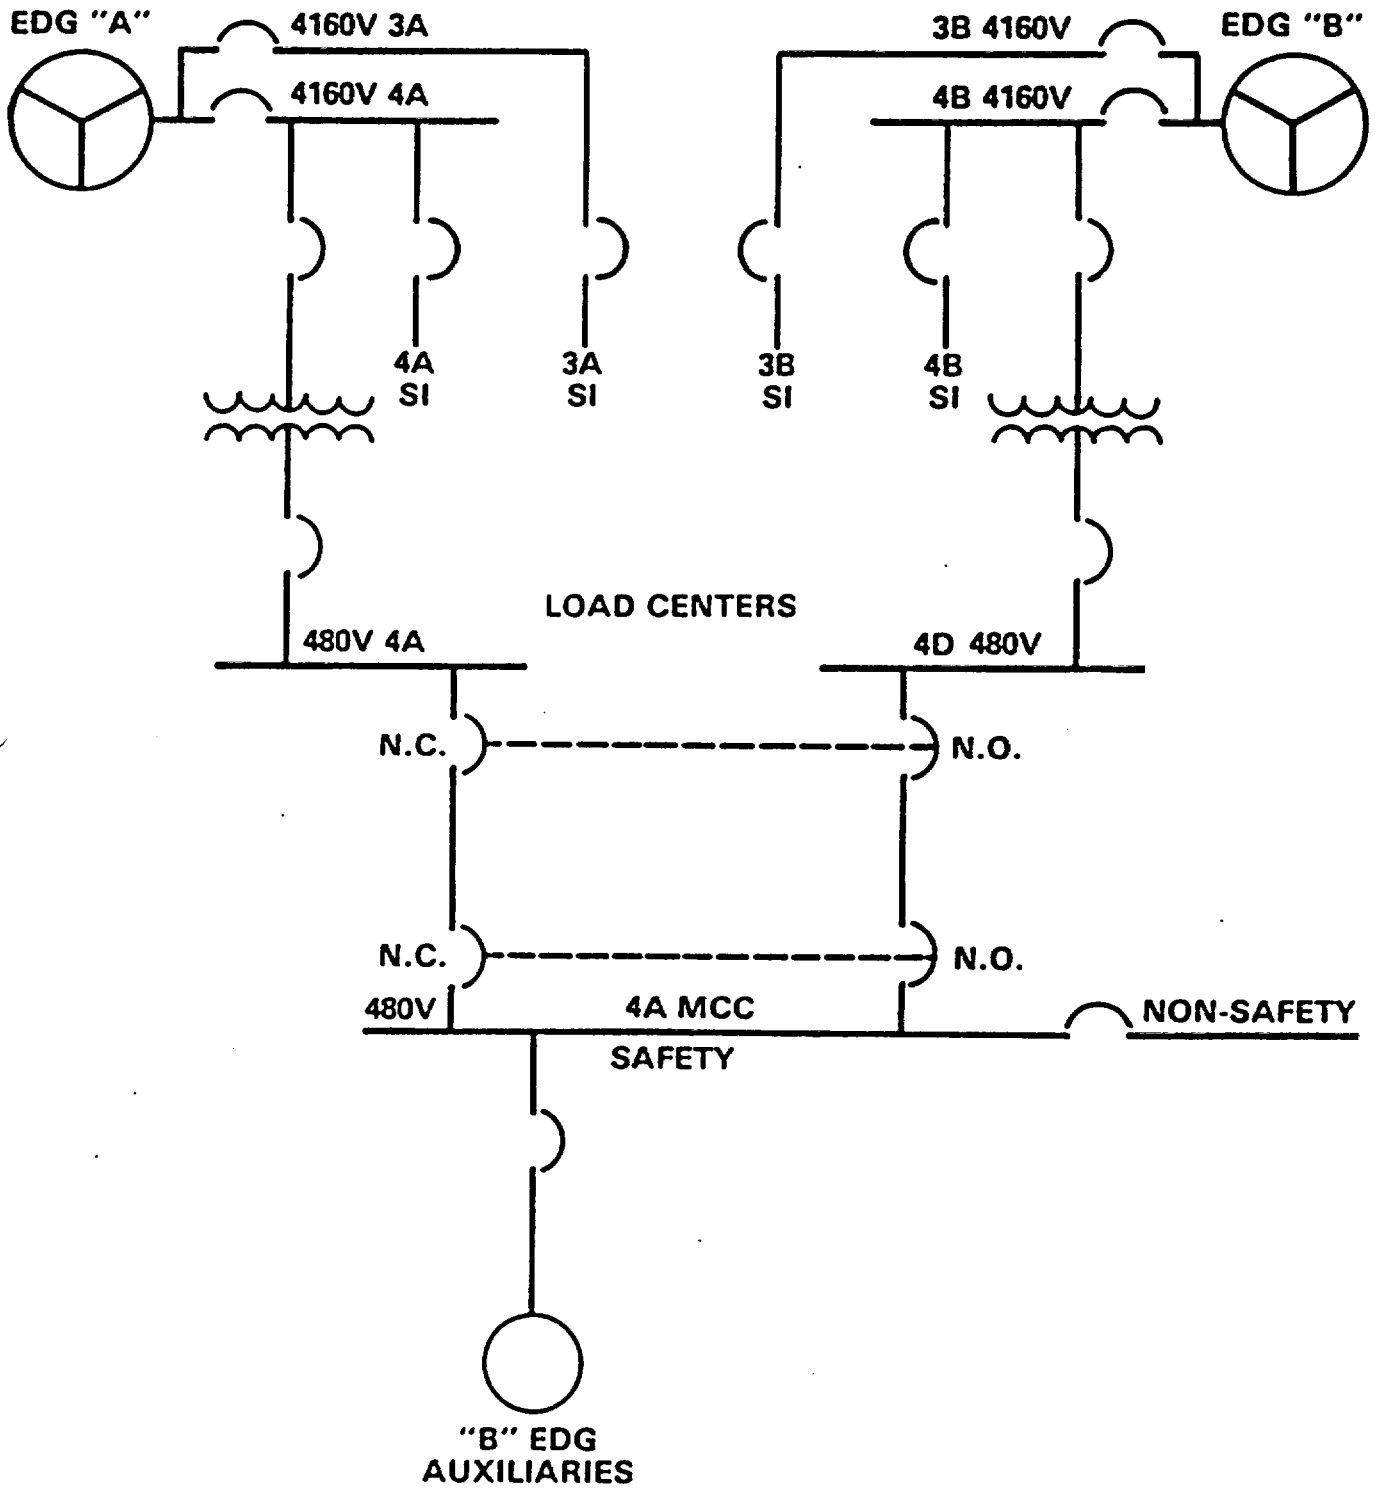 EDG "A"
4160V 3A
3B 4160V
EDG "B"
4160V 4A
4B 4160V
4A
SI
3A
SI
3B
SI
4B
SI
LOAD CENTERS
480V 4A
4D 480V
N.C.
N.O.
N.C.
N.O.
480V
4A MCC
NON-SAFETY
SAFETY
"B" EDG
AUXILIARIES